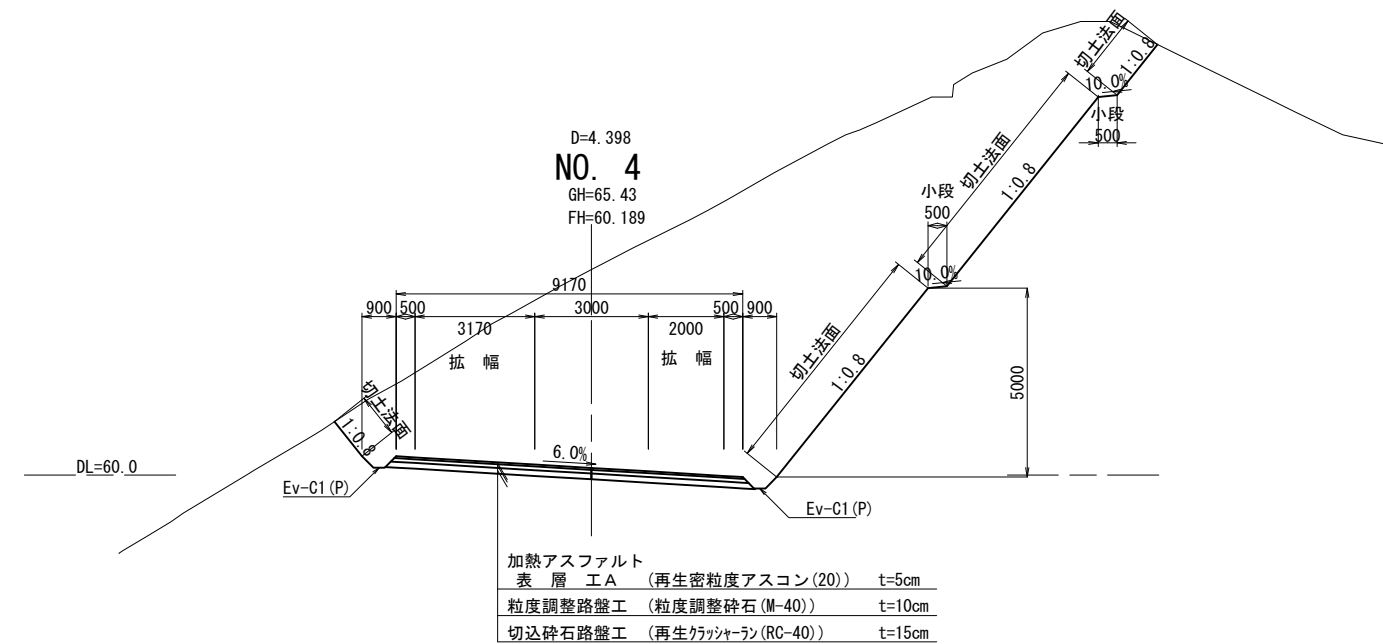 切土法面
1:0.8
10.0%
小段
500
D=4.398
NO. 4
GH=65.43
FH=60.189
切土法面
1:0.8
小段
500
10.0%
9170
900
500
3170
3000
2000
500
900
拡 幅
拡 幅
切土法面
1:0.8
5000
切土法面
1:0.8
6.0%
DL=60.0
Ev-C1(P)
Ev-C1(P)
加熱アスファルト
表 層 工A (再生密粒度アスコン(20)) t=5cm
粒度調整路盤工 (粒度調整砕石(M-40)) t=10cm
切込砕石路盤工 (再生クラッシャーラン(RC-40)) t=15cm